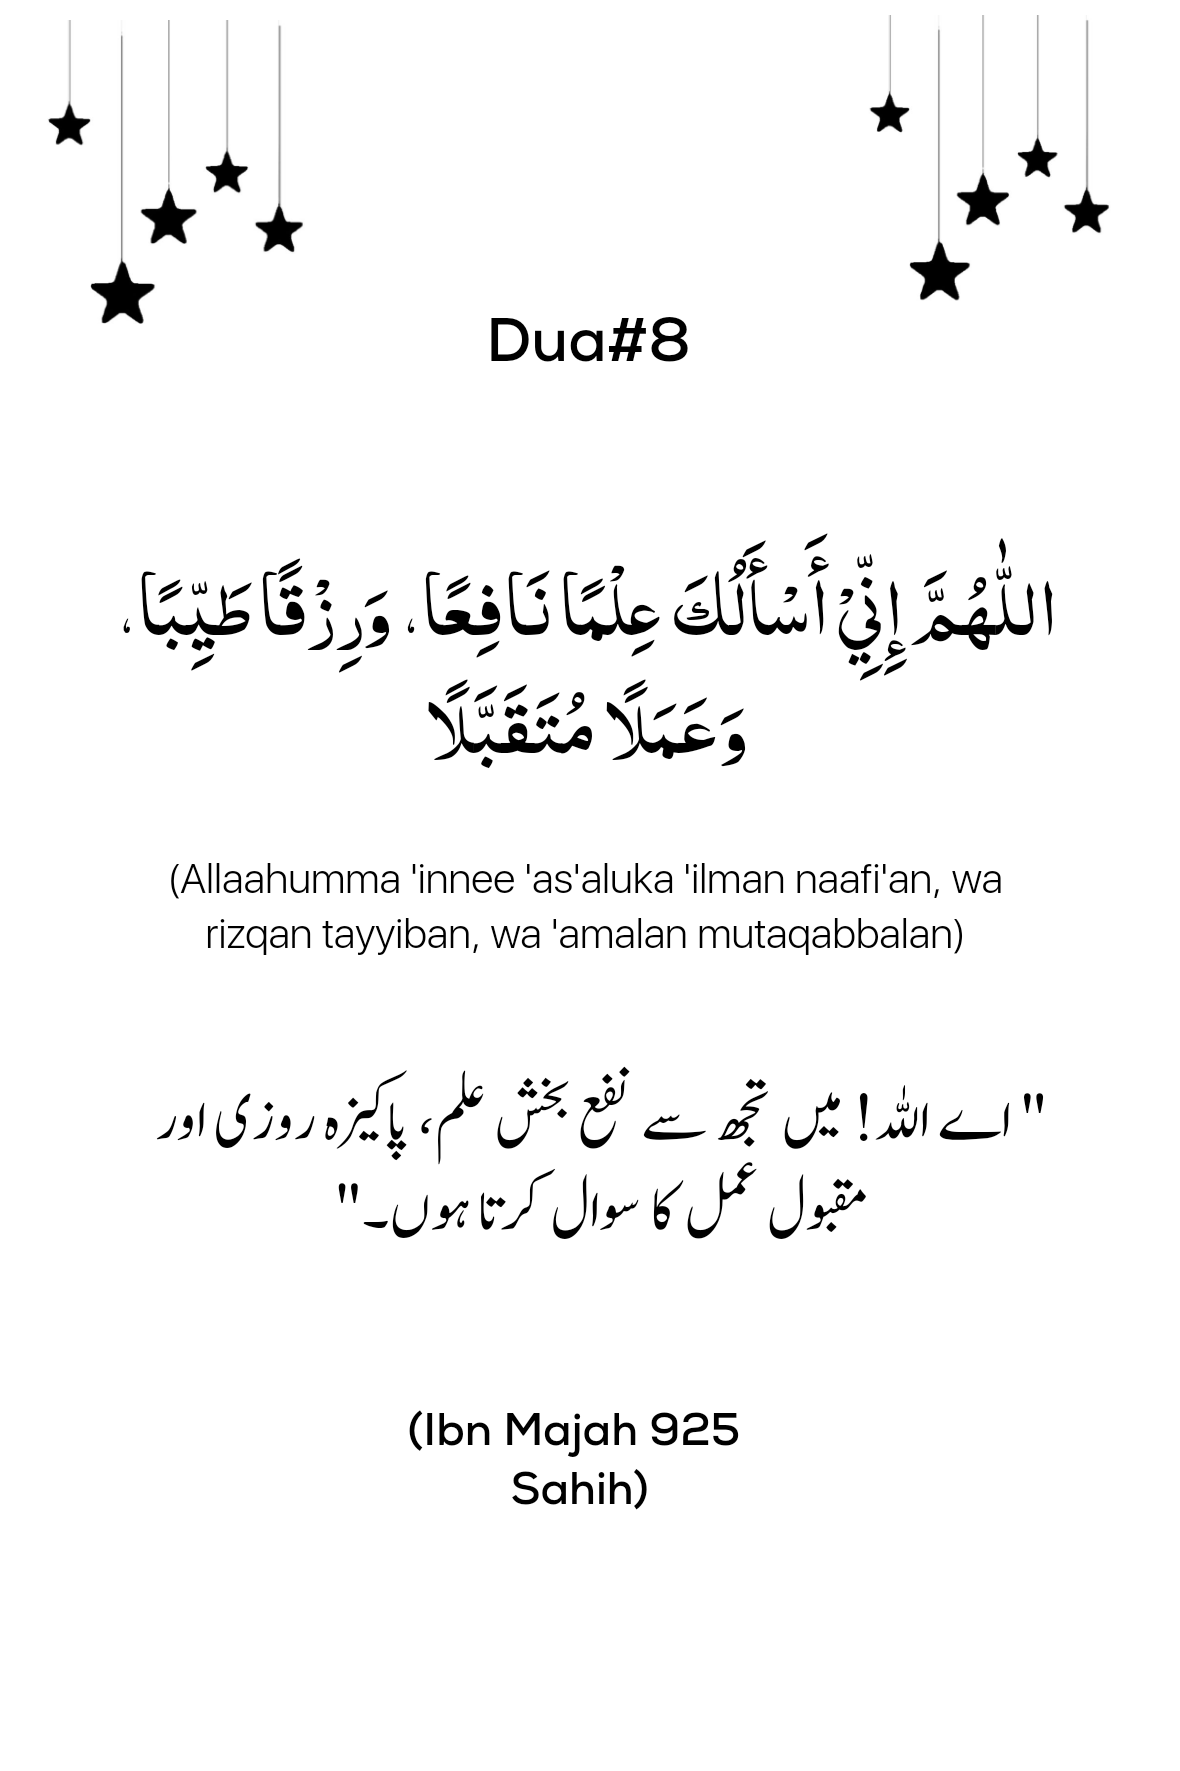 Dua#8
اللّٰهُمَّ إِنِّيْ أَسْأَلُكَ عِلْمًا نَافِعًا، وَرِزْقًا طَيِّبًا،
وَعَمَلًا مُتَقَبَّلًا
(Allaahumma 'innee 'as'aluka 'ilman naafi'an, wa
rizqan tayyiban, wa 'amalan mutaqabbalan)
" اے اللہ! میں تجھ سے نفع بخش علم، پاکیزہ روزی اور
مقبول عمل کا سوال کرتا ہوں۔"
(Ibn Majah 925
Sahih)